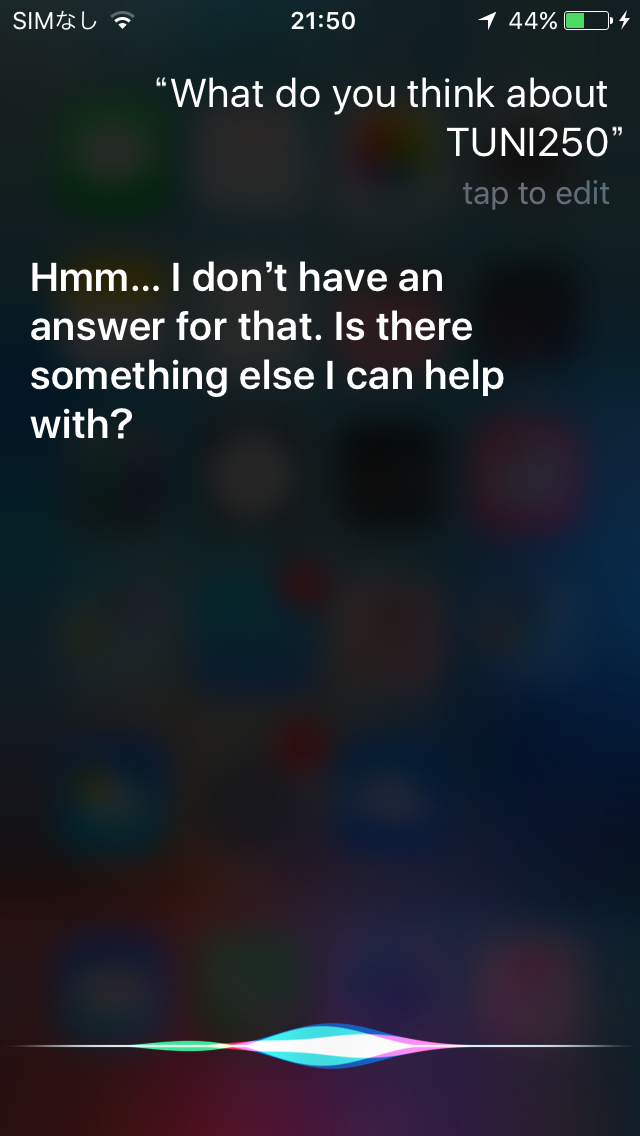 SIMなし 21:50 44%
“What do you think about
TUNI250”
tap to edit
Hmm... I don’t have an
answer for that. Is there
something else I can help
with?